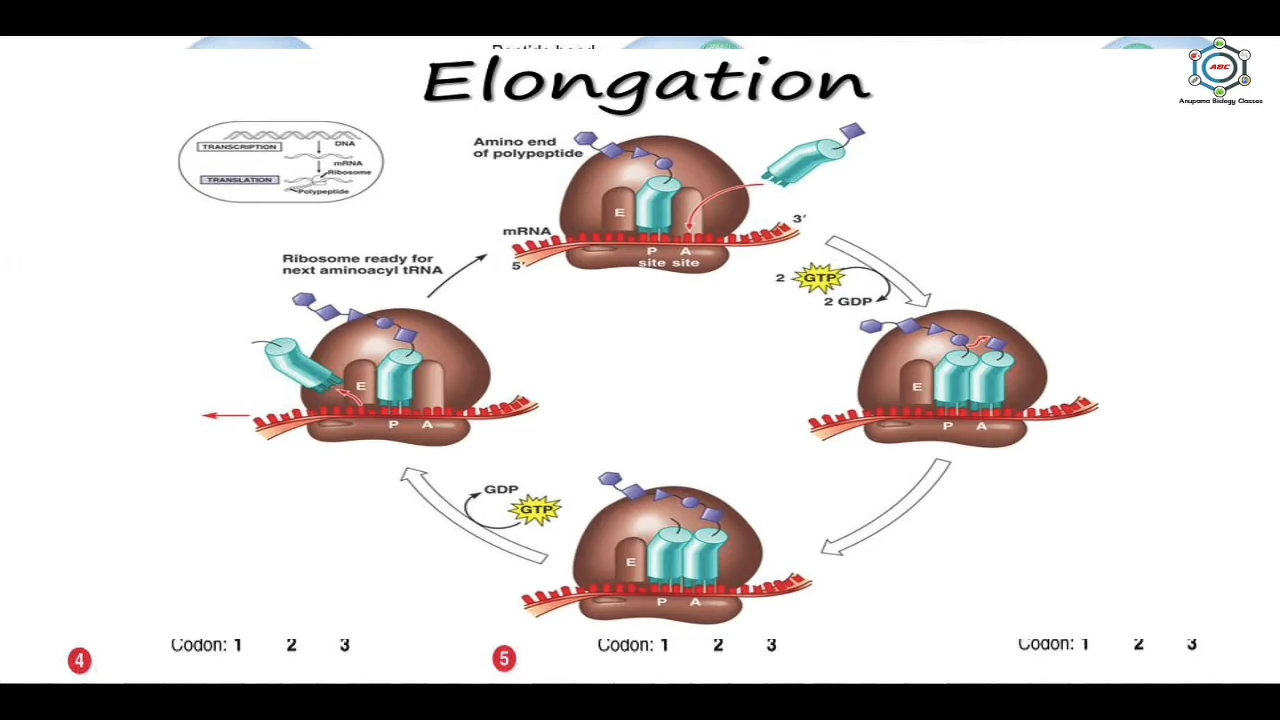 Elongation
ABC
Anupama Biology Classes
TRANSCRIPTION
DNA
mRNA
Ribosome
TRANSLATION
Polypeptide
Amino end
of polypeptide
E
mRNA
3'
5'
P A
site site
2 GTP
2 GDP
Ribosome ready for
next aminoacyl tRNA
E
P A
E
P A
GDP
GTP
E
P A
Codon: 1 2 3
Codon: 1 2 3
Codon: 1 2 3
4
5